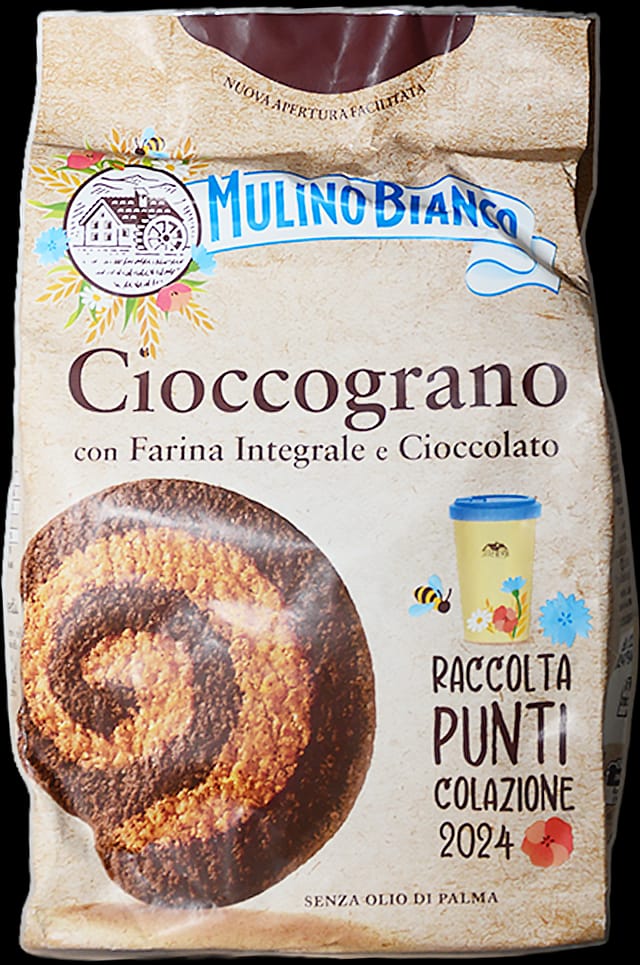 NUOVA APERTURA FACILITATA
MULINO BIANCO
Cioccograno
con Farina Integrale e Cioccolato
RACCOLTA
PUNTI
COLAZIONE
2024
SENZA OLIO DI PALMA